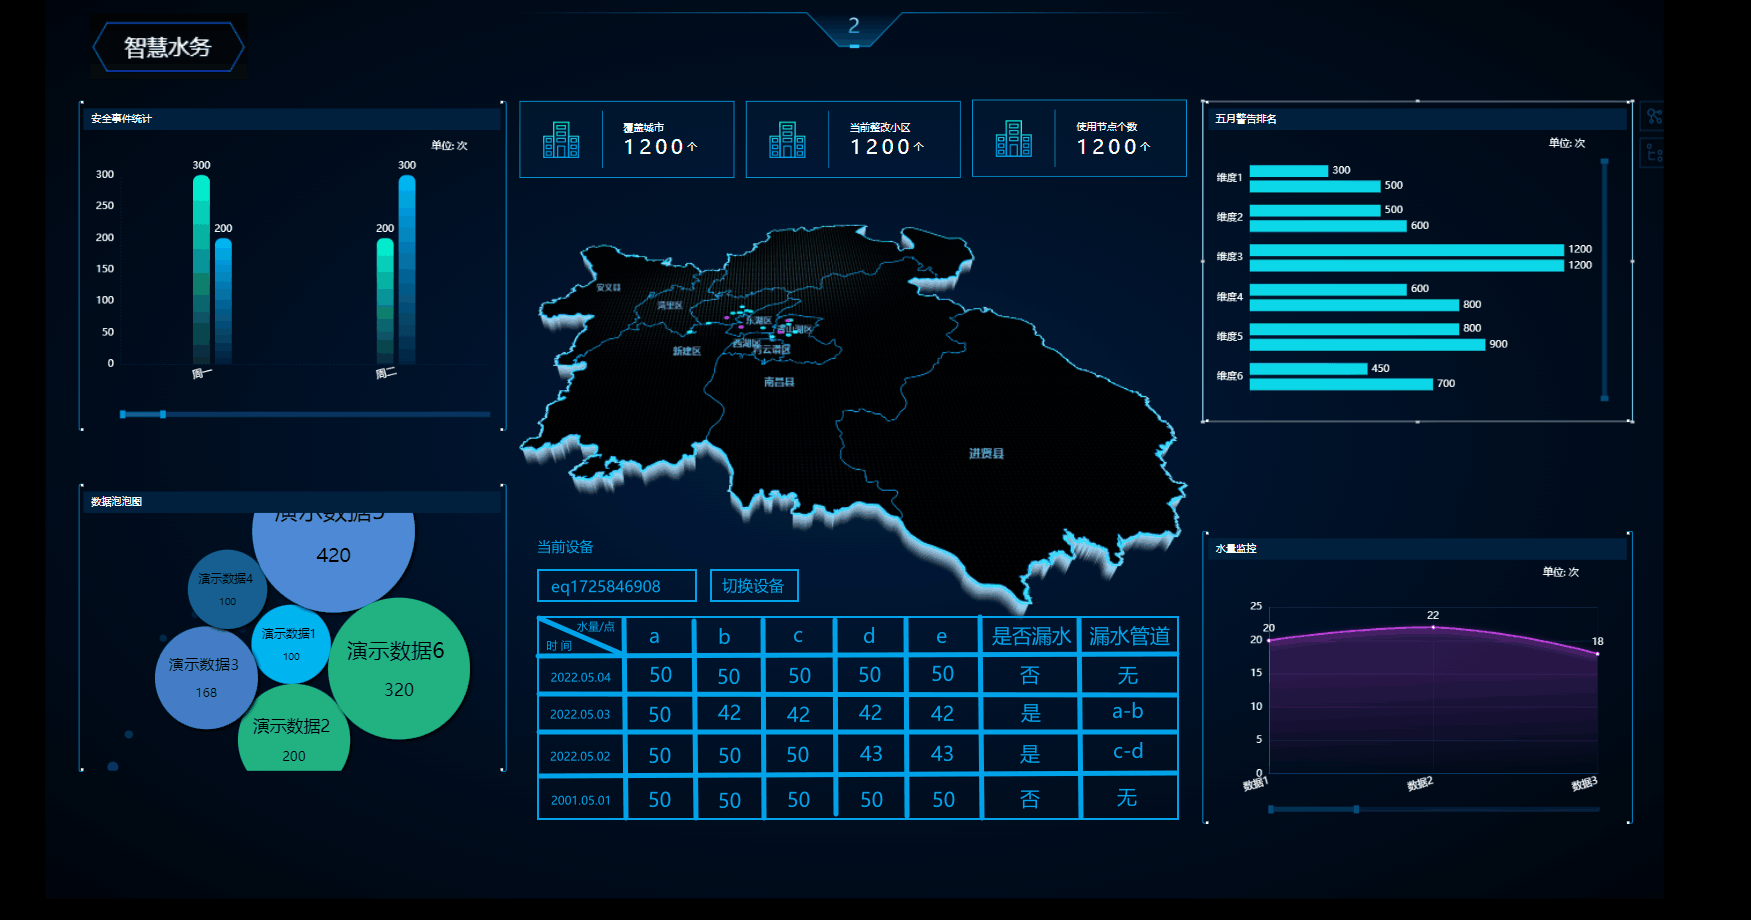 智慧水务
2
安全事件统计
单位: 次
300
250
200
150
100
50
0
300
200
200
300
周一
周二
数据泡泡图
420
演示数据4
100
演示数据1
100
演示数据3
168
演示数据6
320
演示数据2
200
覆盖城市
1200个
当前整改小区
1200个
使用节点个数
1200个
安义县
湾里区
东湖区
青山湖区
西湖区
青云谱区
新建区
南昌县
进贤县
当前设备
eq1725846908
切换设备
水量/点
时 间
a b c d e 是否漏水 漏水管道
2022.05.04 50 50 50 50 50 否 无
2022.05.03 50 42 42 42 42 是 a-b
2022.05.02 50 50 50 43 43 是 c-d
2001.05.01 50 50 50 50 50 否 无
五月警告排名
单位: 次
维度1 300
500
维度2 500
600
维度3 1200
1200
维度4 600
800
维度5 800
900
维度6 450
700
水量监控
单位: 次
25
20
15
10
5
0
20
22
18
数据1
数据2
数据3